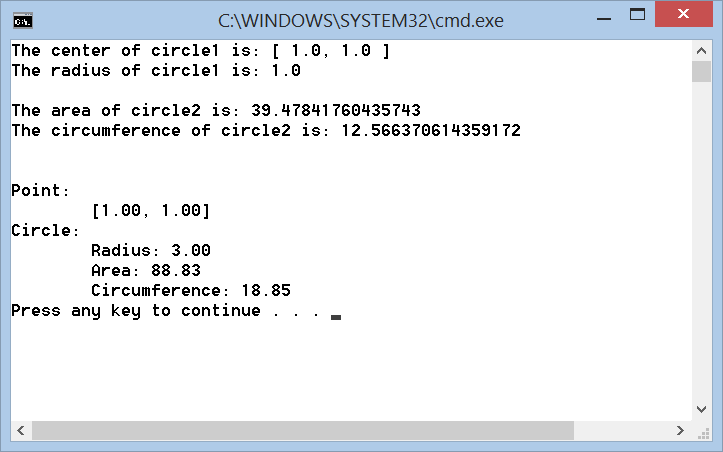 C:\WINDOWS\SYSTEM32\cmd.exe
The center of circle1 is: [ 1.0, 1.0 ]
The radius of circle1 is: 1.0
The area of circle2 is: 39.47841760435743
The circumference of circle2 is: 12.566370614359172
Point:
[1.00, 1.00]
Circle:
Radius: 3.00
Area: 88.83
Circumference: 18.85
Press any key to continue . . .